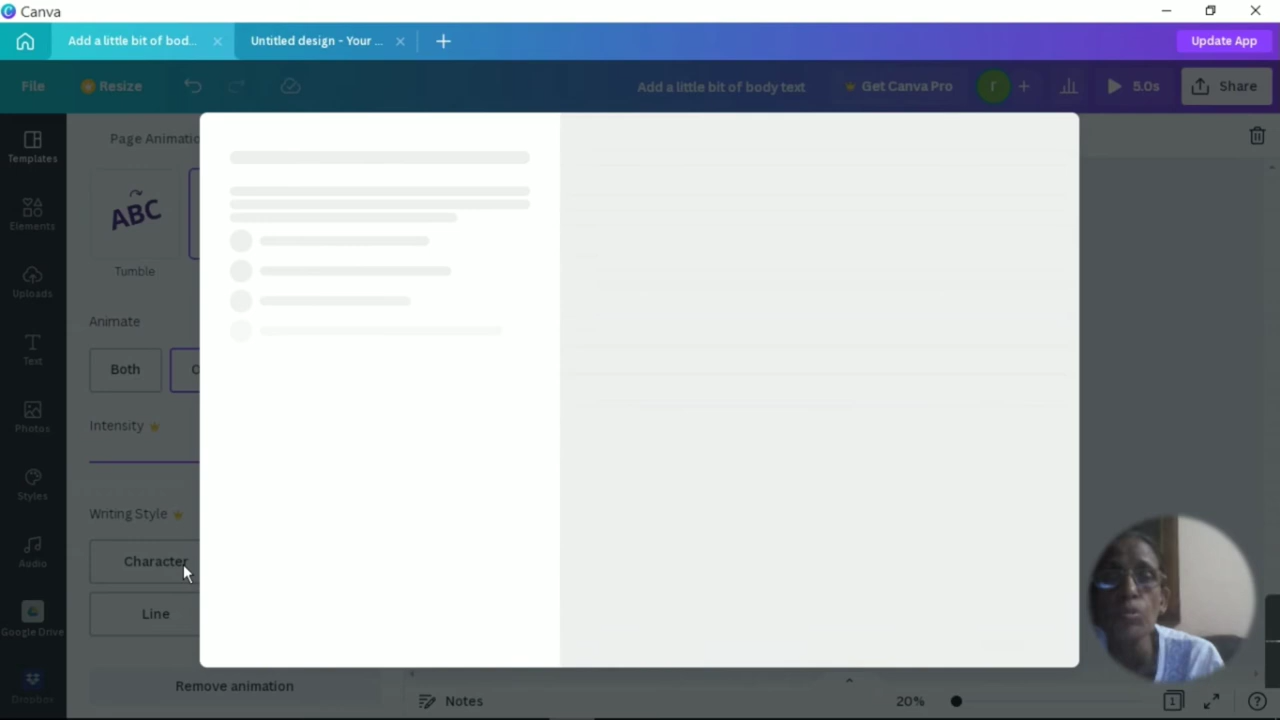 Canva
Add a little bit of bod...
Untitled design - Your ...
Update App
File
Resize
Add a little bit of body text
Get Canva Pro
r
5.0s
Share
Templates
Elements
Uploads
Text
Photos
Styles
Audio
Google Drive
Dropbox
Page Animatio
ABC
Tumble
Animate
Both
Intensity
Writing Style
Character
Line
Remove animation
Notes
20%
1